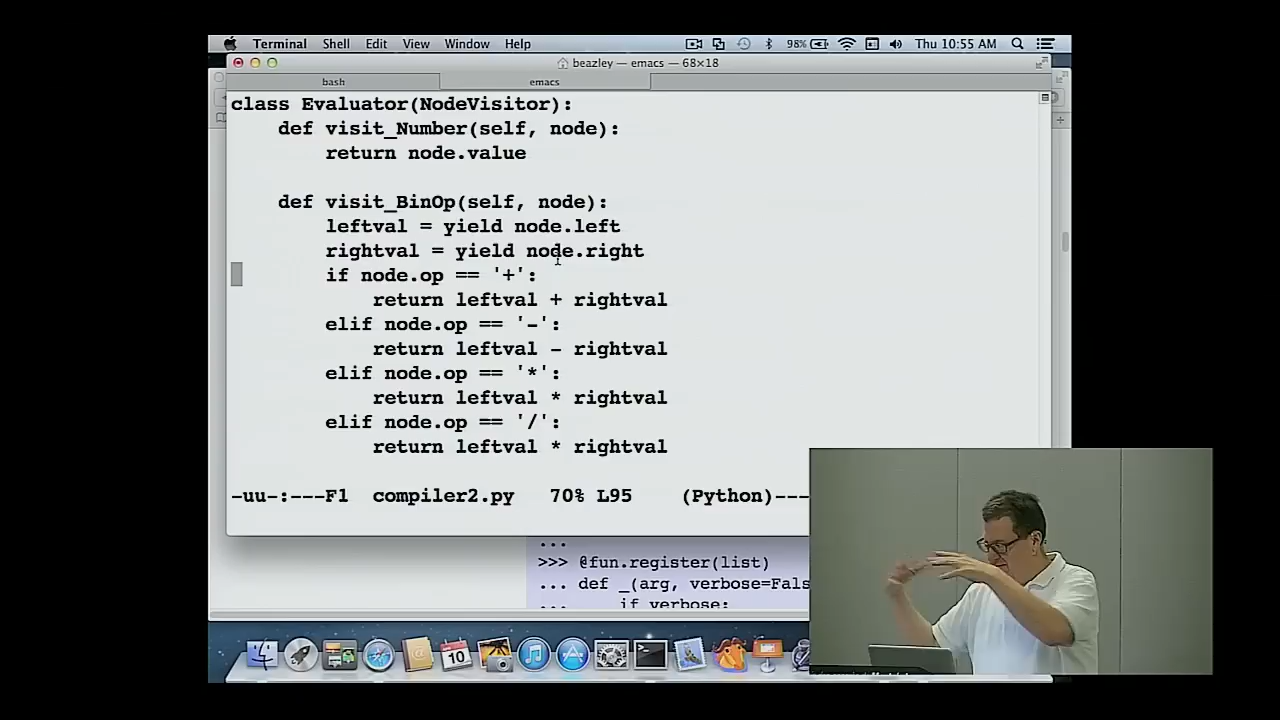 Terminal Shell Edit View Window Help 98% Thu 10:55 AM
beazley — emacs — 68×18
bash emacs
class Evaluator(NodeVisitor):
def visit_Number(self, node):
return node.value
def visit_BinOp(self, node):
leftval = yield node.left
rightval = yield node.right
if node.op == '+':
return leftval + rightval
elif node.op == '-':
return leftval - rightval
elif node.op == '*':
return leftval * rightval
elif node.op == '/':
return leftval * rightval
-uu-:---F1 compiler2.py 70% L95 (Python)---
...
>>> @fun.register(list)
... def _(arg, verbose=Fals
... if verbose:
10